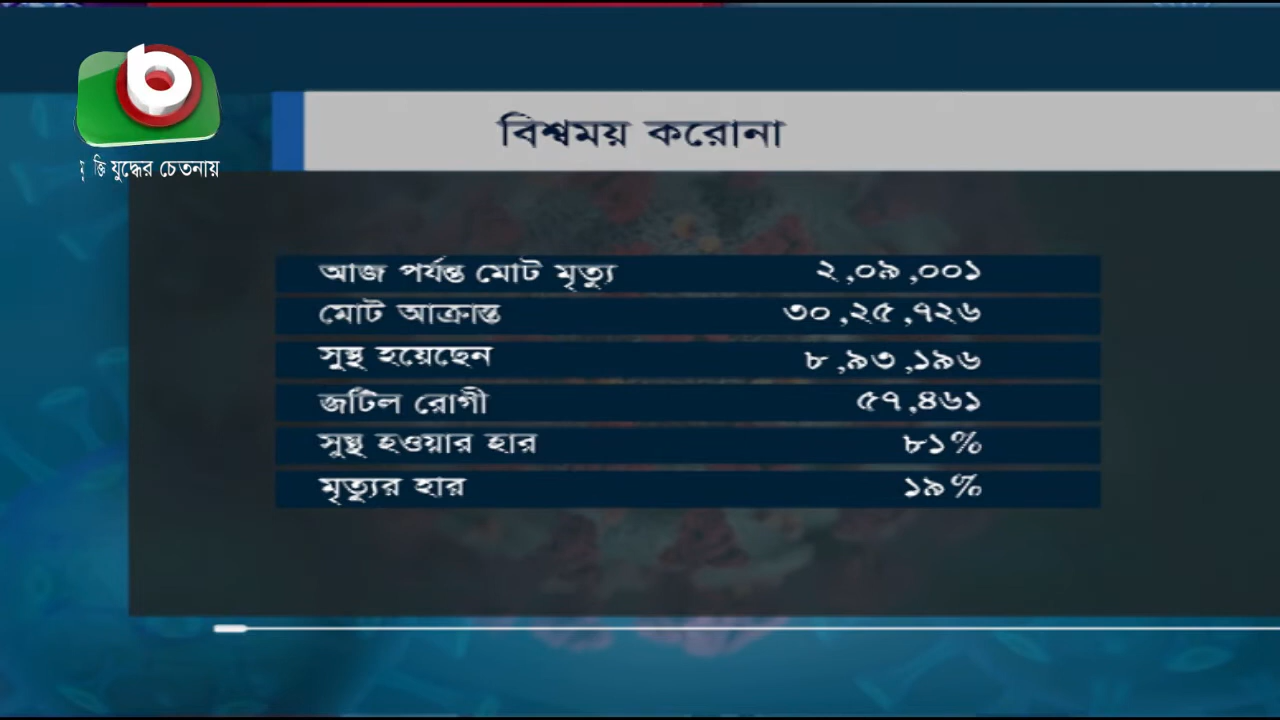 মুক্তিযুদ্ধের চেতনায়
বিশ্বময় করোনা
আজ পর্যন্ত মোট মৃত্যু ২,০৯,০০১
মোট আক্রান্ত ৩০,২৫,৭২৬
সুস্থ হয়েছেন ৮,৯৩,১৯৬
জটিল রোগী ৫৭,৪৬১
সুস্থ হওয়ার হার ৮১%
মৃত্যুর হার ১৯%